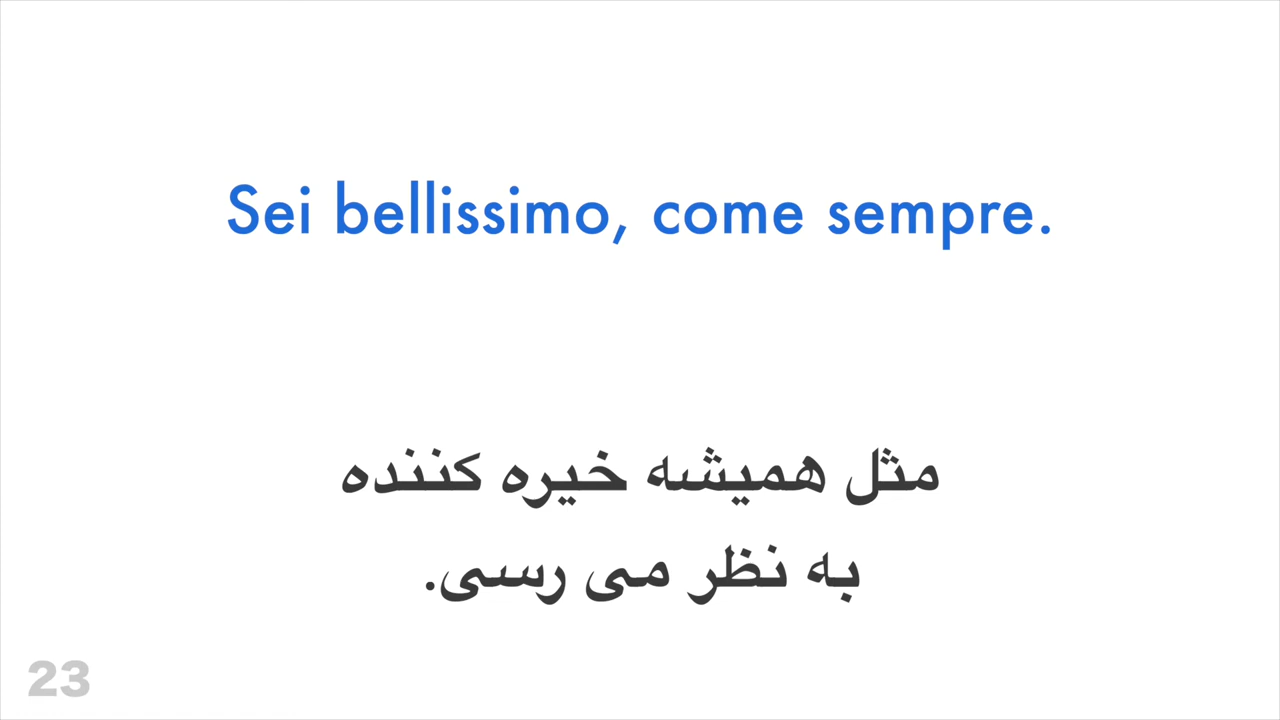 Sei bellissimo, come sempre.
مثل همیشه خیره کننده
به نظر می رسی.
23